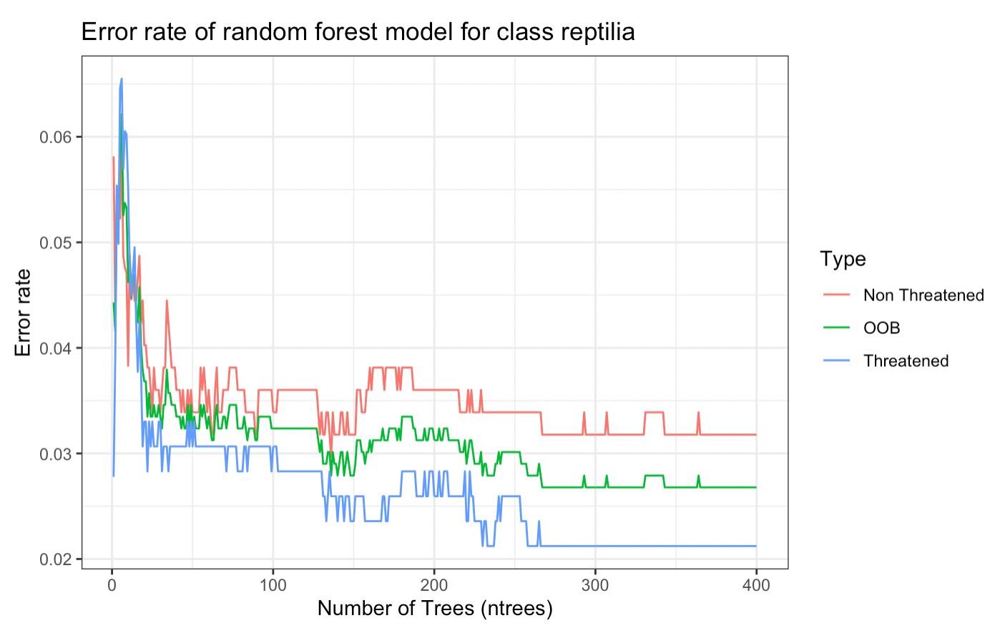 Error rate of random forest model for class reptilia
Error rate
0.06
0.05
0.04
0.03
0.02
0
100
200
300
400
Number of Trees (ntrees)
Type
Non Threatened
OOB
Threatened